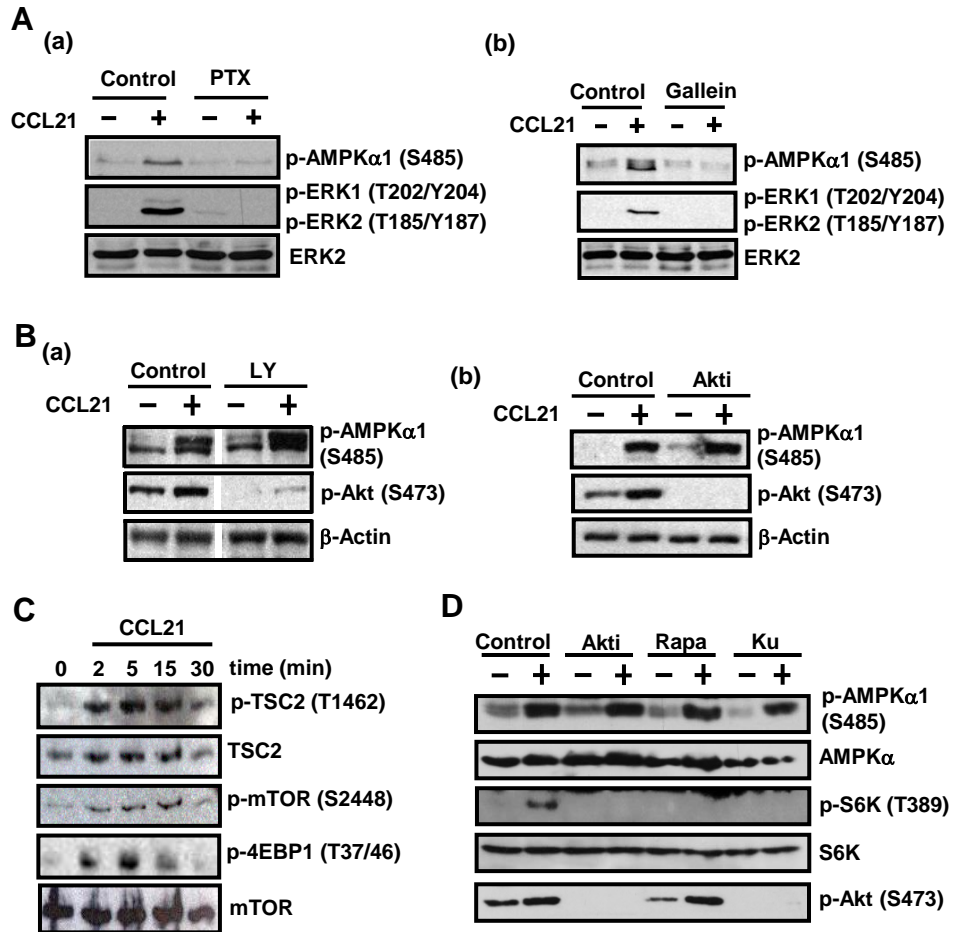 A
(a)
Control PTX
CCL21 – + – +
p-AMPKα1 (S485)
p-ERK1 (T202/Y204)
p-ERK2 (T185/Y187)
ERK2
(b)
Control Gallein
CCL21 – + – +
p-AMPKα1 (S485)
p-ERK1 (T202/Y204)
p-ERK2 (T185/Y187)
ERK2
B
(a)
Control LY
CCL21 – + – +
p-AMPKα1
(S485)
p-Akt (S473)
β-Actin
(b)
Control Akti
CCL21 – + – +
p-AMPKα1
(S485)
p-Akt (S473)
β-Actin
C
CCL21
0 2 5 15 30 time (min)
p-TSC2 (T1462)
TSC2
p-mTOR (S2448)
p-4EBP1 (T37/46)
mTOR
D
Control Akti Rapa Ku
– + – + – + – +
p-AMPKα1
(S485)
AMPKα
p-S6K (T389)
S6K
p-Akt (S473)